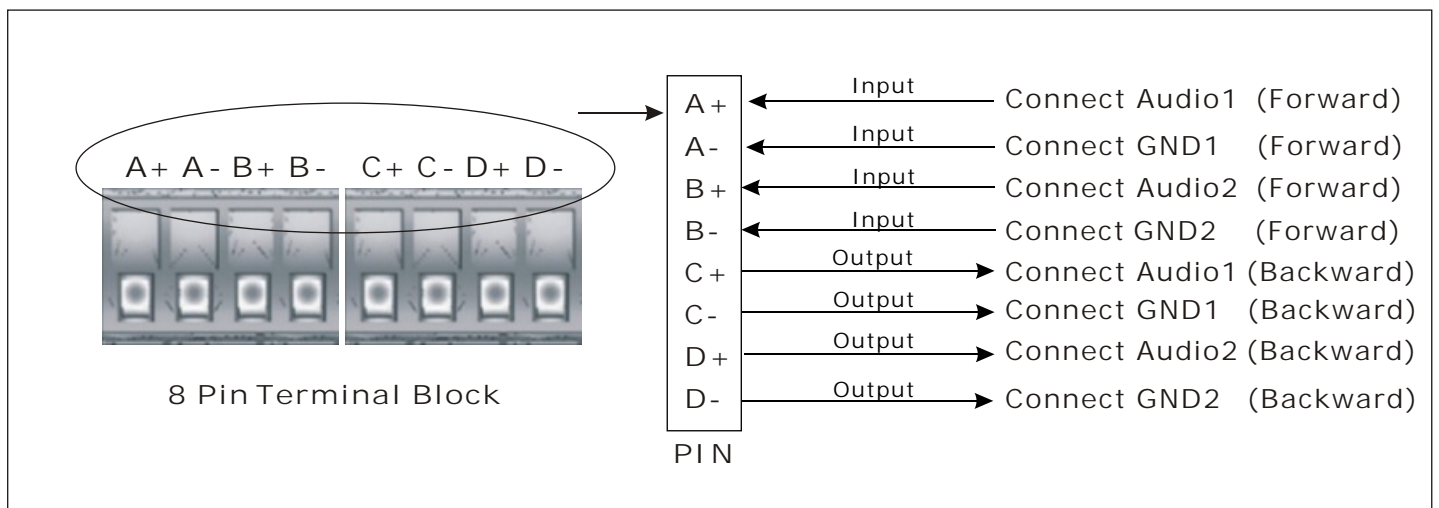 A+ A- B+ B- C+ C- D+ D-
8 Pin Terminal Block
A+ Input Connect Audio1 (Forward)
A- Input Connect GND1 (Forward)
B+ Input Connect Audio2 (Forward)
B- Input Connect GND2 (Forward)
C+ Output Connect Audio1 (Backward)
C- Output Connect GND1 (Backward)
D+ Output Connect Audio2 (Backward)
D- Output Connect GND2 (Backward)
PIN